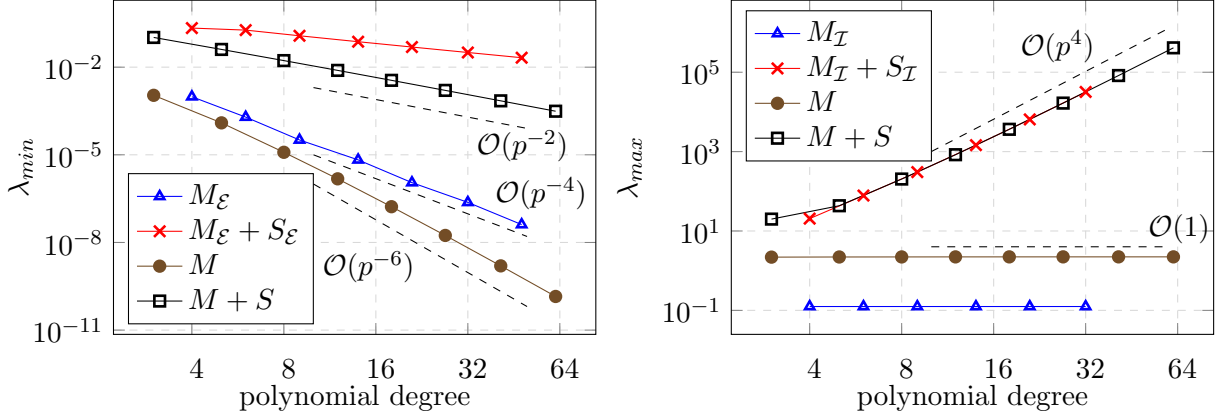 10^{-2}
10^{-5}
10^{-8}
10^{-11}
λ_{min}
𝒪(p^{-2})
𝒪(p^{-4})
𝒪(p^{-6})
M_ℰ
M_ℰ + S_ℰ
M
M + S
4 8 16 32 64
polynomial degree
10^5
10^3
10^1
10^{-1}
λ_{max}
M_ℐ
M_ℐ + S_ℐ
M
M + S
𝒪(p^4)
𝒪(1)
4 8 16 32 64
polynomial degree